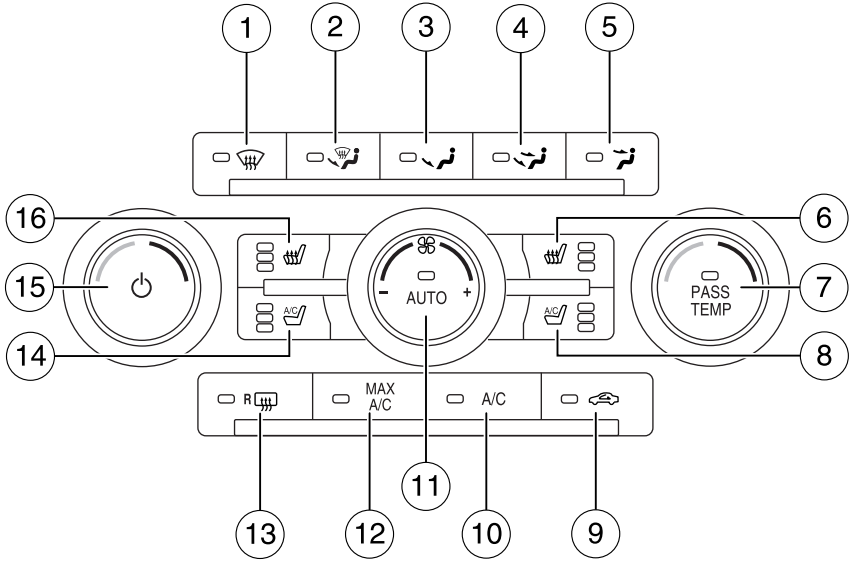 1 2 3 4 5
16 6
15 AUTO - + PASS
TEMP 7
A/C A/C
14 8
R MAX
A/C A/C
13 12 11 10 9